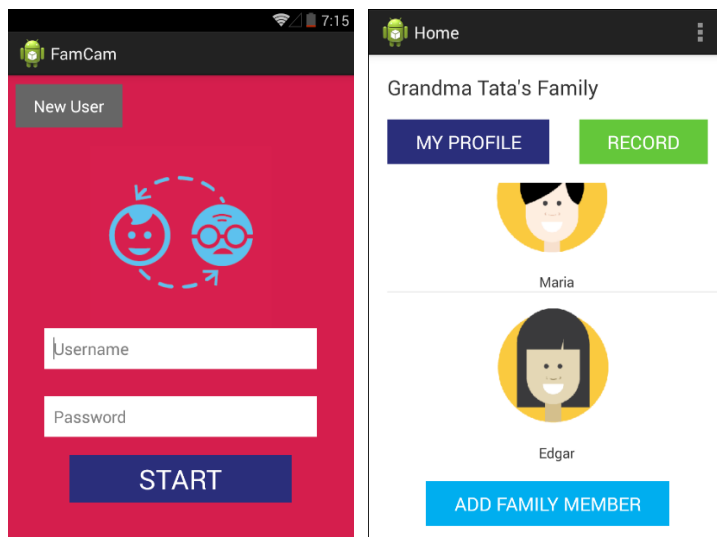 7:15
FamCam
New User
Username
Password
START
Home
Grandma Tata's Family
MY PROFILE
RECORD
Maria
Edgar
ADD FAMILY MEMBER